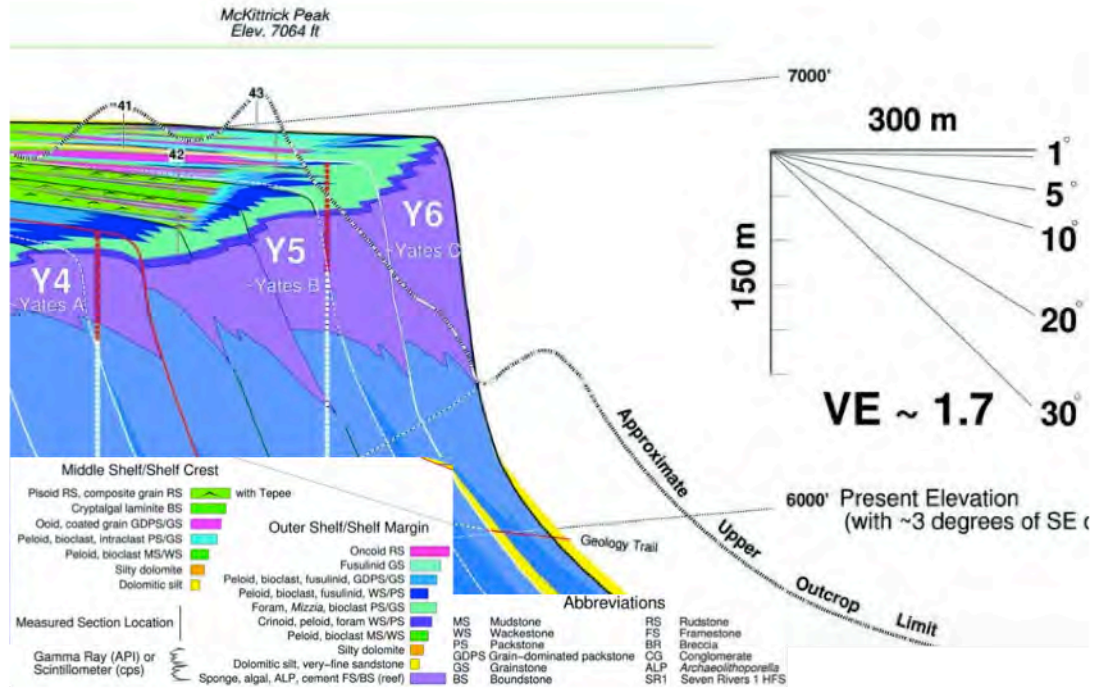 McKittrick Peak
Elev. 7064 ft
7000'
41
43
42
300 m
1°
5°
10°
20°
30°
150 m
VE ~ 1.7
Y4
~Yates A
Y5
~Yates B
Y6
~Yates C
Approximate
Upper
Outcrop
Limit
6000' Present Elevation
(with ~3 degrees of SE
Geology Trail
Middle Shelf/Shelf Crest
Pisoid RS, composite grain RS
with Tepee
Cryptalgal laminite BS
Ooid, coated grain GDPS/GS
Peloid, bioclast, intraclast PS/GS
Peloid, bioclast MS/WS
Silty dolomite
Dolomitic silt
Measured Section Location
Gamma Ray (API) or
Scintillometer (cps)
Outer Shelf/Shelf Margin
Oncoid RS
Fusulinid GS
Peloid, bioclast, fusulinid, GDPS/GS
Peloid, bioclast, fusulinid, WS/PS
Foram, Mizzia, bioclast PS/GS
Crinoid, peloid, foram WS/PS
Peloid, bioclast MS/WS
Silty dolomite
Dolomitic silt, very-fine sandstone
Sponge, algal, ALP, cement FS/BS (reef)
Abbreviations
MS Mudstone
WS Wackestone
PS Packstone
GDPS Grain-dominated packstone
GS Grainstone
BS Boundstone
RS Rudstone
FS Framestone
BR Breccia
CG Conglomerate
ALP Archaeolithoporella
SR1 Seven Rivers 1 HFS